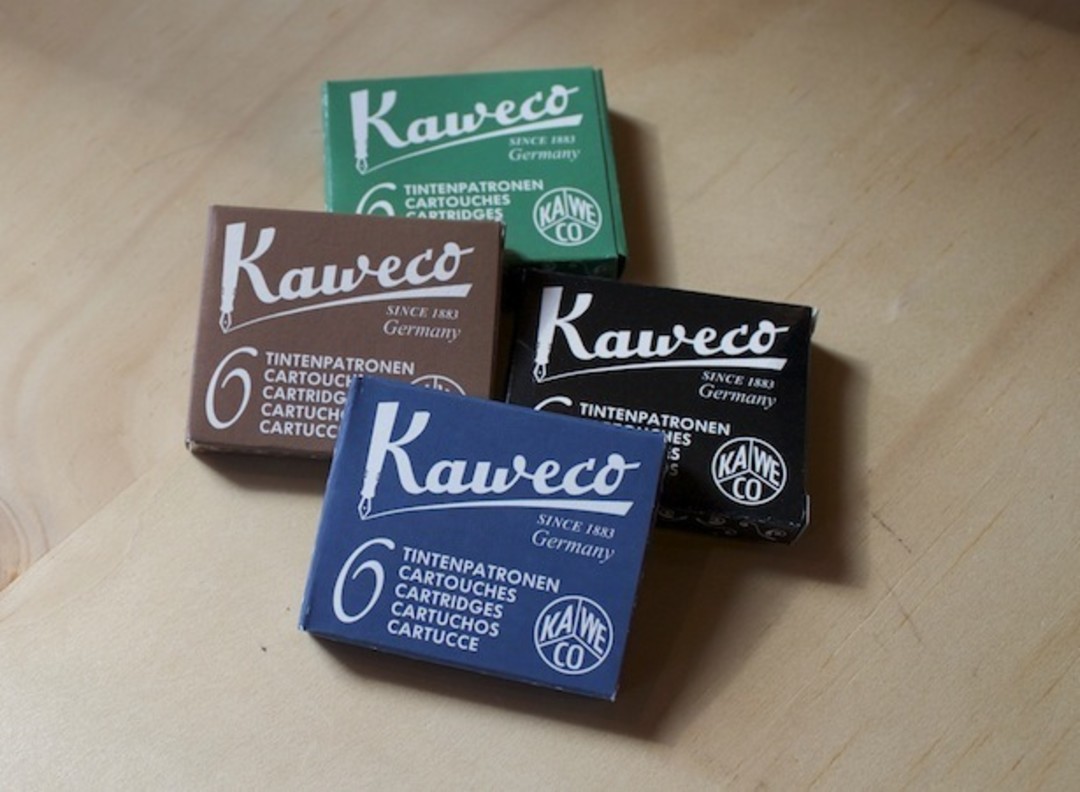 Kaweco
SINCE 1883
Germany
6 TINTENPATRONEN
CARTOUCHES
CARTRIDGES
KA WE CO
Kaweco
SINCE 1883
Germany
6 TINTENPATRONEN
Kaweco
SINCE 1883
Germany
TINTENPATRONEN
KA WE CO
Kaweco
SINCE 1883
Germany
6 TINTENPATRONEN
CARTOUCHES
CARTRIDGES
CARTUCHOS
CARTUCCE
KA WE CO